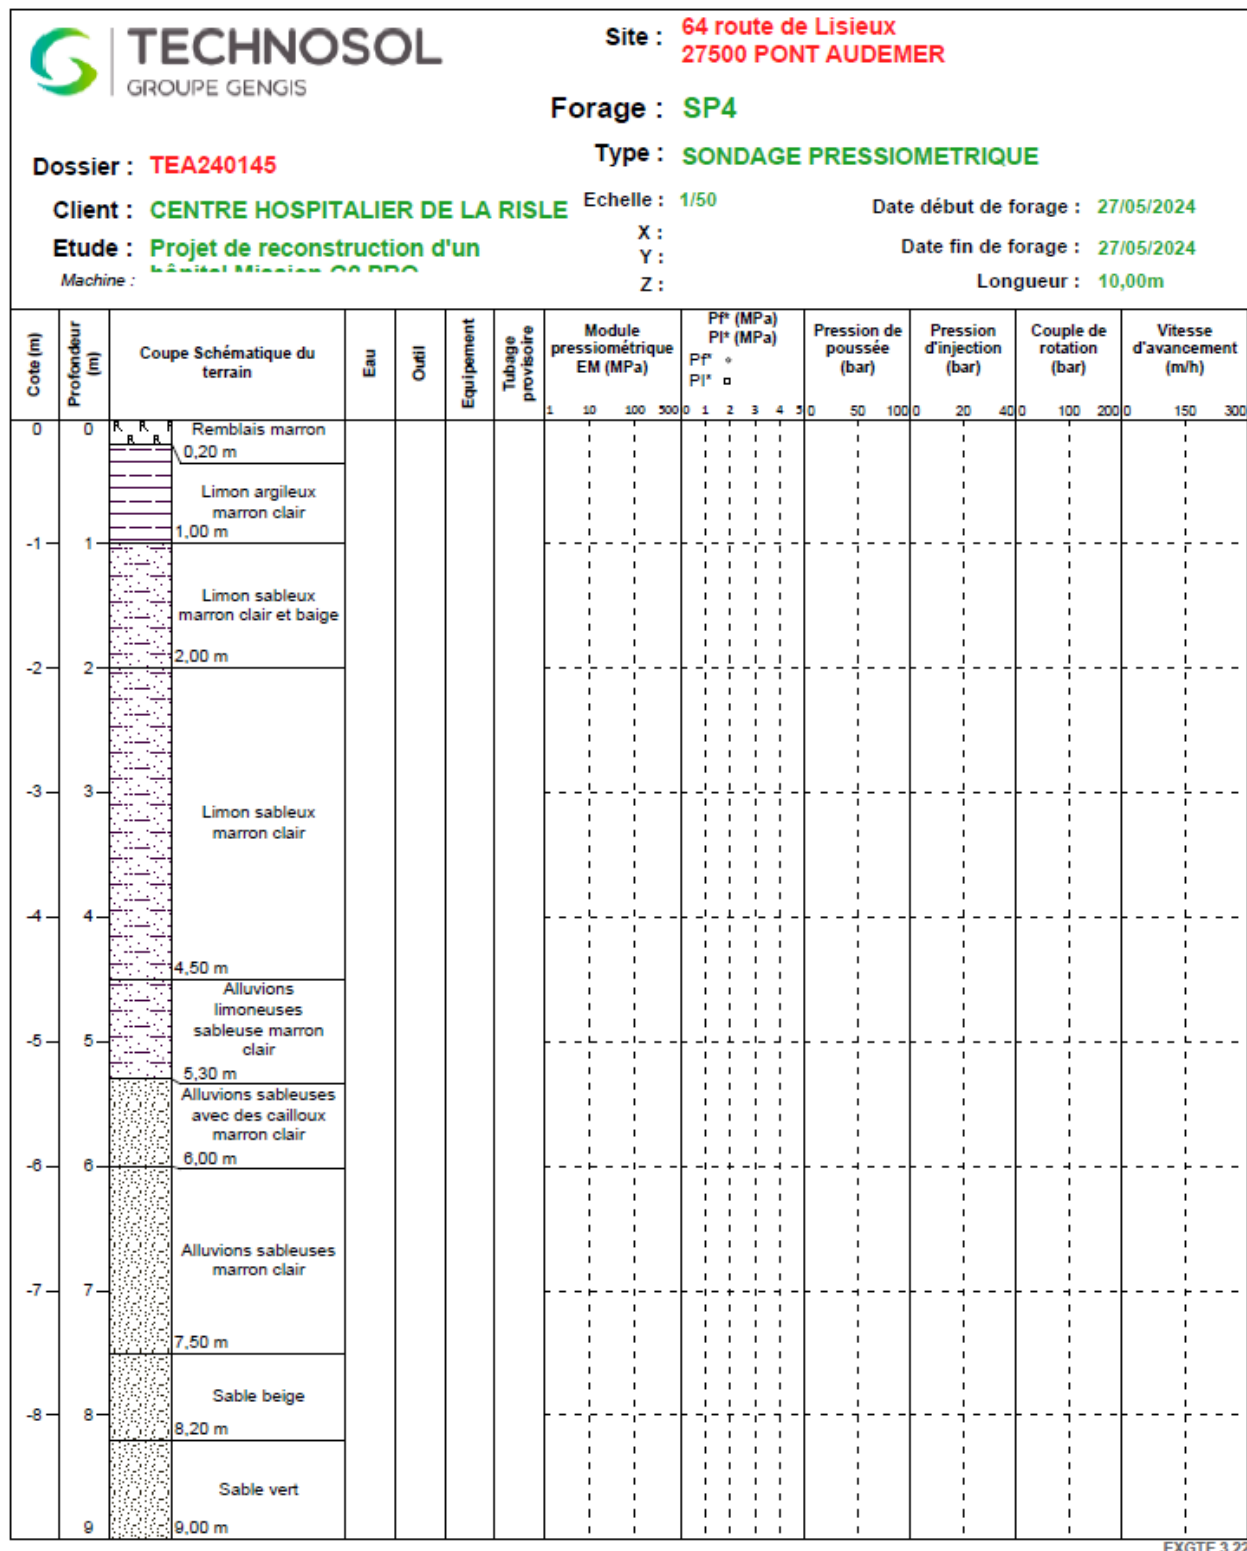 TECHNOSOL
GROUPE GENGIS
Site : 64 route de Lisieux
27500 PONT AUDEMER
Forage : SP4
Type : SONDAGE PRESSIOMETRIQUE
Dossier : TEA240145
Client : CENTRE HOSPITALIER DE LA RISLE
Etude : Projet de reconstruction d'un
Machine :
Echelle : 1/50
X :
Y :
Z :
Date début de forage : 27/05/2024
Date fin de forage : 27/05/2024
Longueur : 10,00m
Cote (m)
Profondeur
(m)
Coupe Schématique du
terrain
Eau
Outil
Equipement
Tubage
provisoire
Module
pressiométrique
EM (MPa)
1 10 100 500
Pf* (MPa)
Pl* (MPa)
Pf*
Pl*
0 1 2 3 4 5
Pression de
poussée
(bar)
0 50 100
Pression
d'injection
(bar)
0 20 40
Couple de
rotation
(bar)
0 100 200
Vitesse
d'avancement
(m/h)
0 150 300
0 0 R R R Remblais marron
R R
0,20 m
Limon argileux
marron clair
1,00 m
-1 1
Limon sableux
marron clair et beige
2,00 m
-2 2
-3 3
Limon sableux
marron clair
-4 4
4,50 m
Alluvions
limoneuses
sableuse marron
clair
-5 5
5,30 m
Alluvions sableuses
avec des cailloux
marron clair
6,00 m
-6 6
Alluvions sableuses
marron clair
-7 7
7,50 m
Sable beige
-8 8
8,20 m
Sable vert
9 9,00 m
EXGTE 3.22